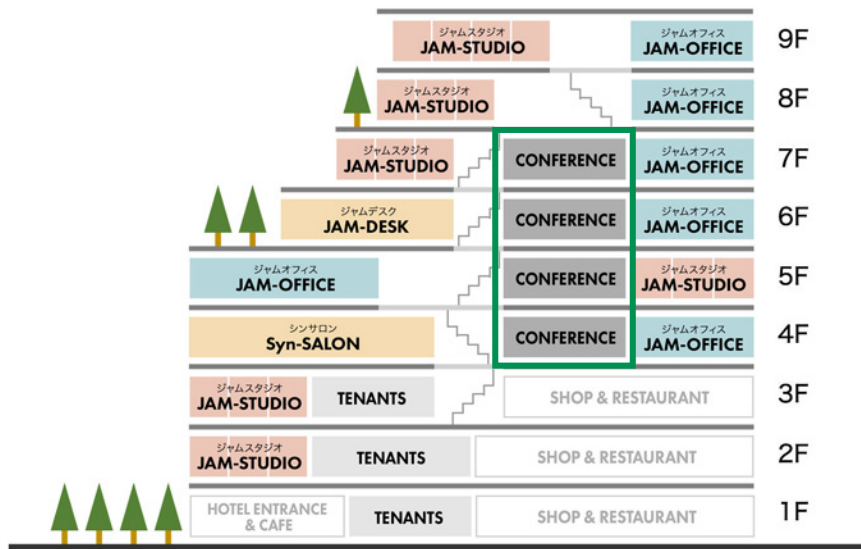 ジャムスタジオ
JAM-STUDIO
ジャムオフィス
JAM-OFFICE
9F
ジャムスタジオ
JAM-STUDIO
ジャムオフィス
JAM-OFFICE
8F
ジャムスタジオ
JAM-STUDIO
CONFERENCE
ジャムオフィス
JAM-OFFICE
7F
ジャムデスク
JAM-DESK
CONFERENCE
ジャムオフィス
JAM-OFFICE
6F
ジャムオフィス
JAM-OFFICE
CONFERENCE
ジャムスタジオ
JAM-STUDIO
5F
シンサロン
Syn-SALON
CONFERENCE
ジャムオフィス
JAM-OFFICE
4F
ジャムスタジオ
JAM-STUDIO
TENANTS
SHOP & RESTAURANT
3F
ジャムスタジオ
JAM-STUDIO
TENANTS
SHOP & RESTAURANT
2F
HOTEL ENTRANCE
& CAFE
TENANTS
SHOP & RESTAURANT
1F